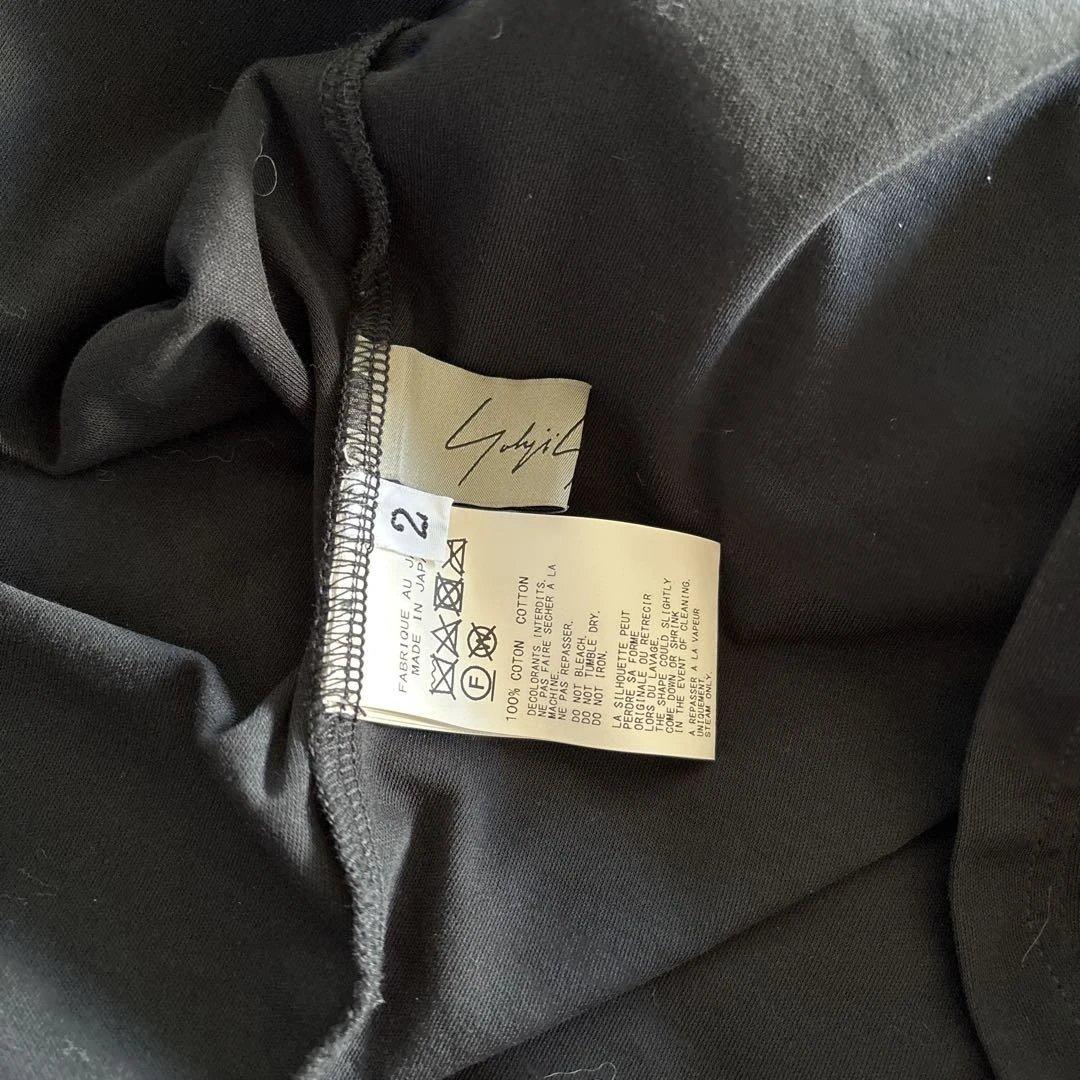 Yohji Y
2
FABRIQUE AU JA
MADE IN JAPA
F
W
100% COTON COTTON
DECOLORANTS INTERDITS.
NE PAS FAIRE SECHER A LA
MACHINE.
NE PAS REPASSER.
DO NOT BLEACH.
DO NOT TUMBLE DRY.
DO NOT IRON.
LA SILHOUETTE PEUT
PERDRE SA FORME
ORIGINALE OU RETRECIR
LORS DU LAVAGE.
THE SHAPE COULD SLIGHTLY
COME DOWN OR SHRINK
IN THE EVENT OF CLEANING.
A REPASSER A LA VAPEUR
UNIQUEMENT.
STEAM ONLY.